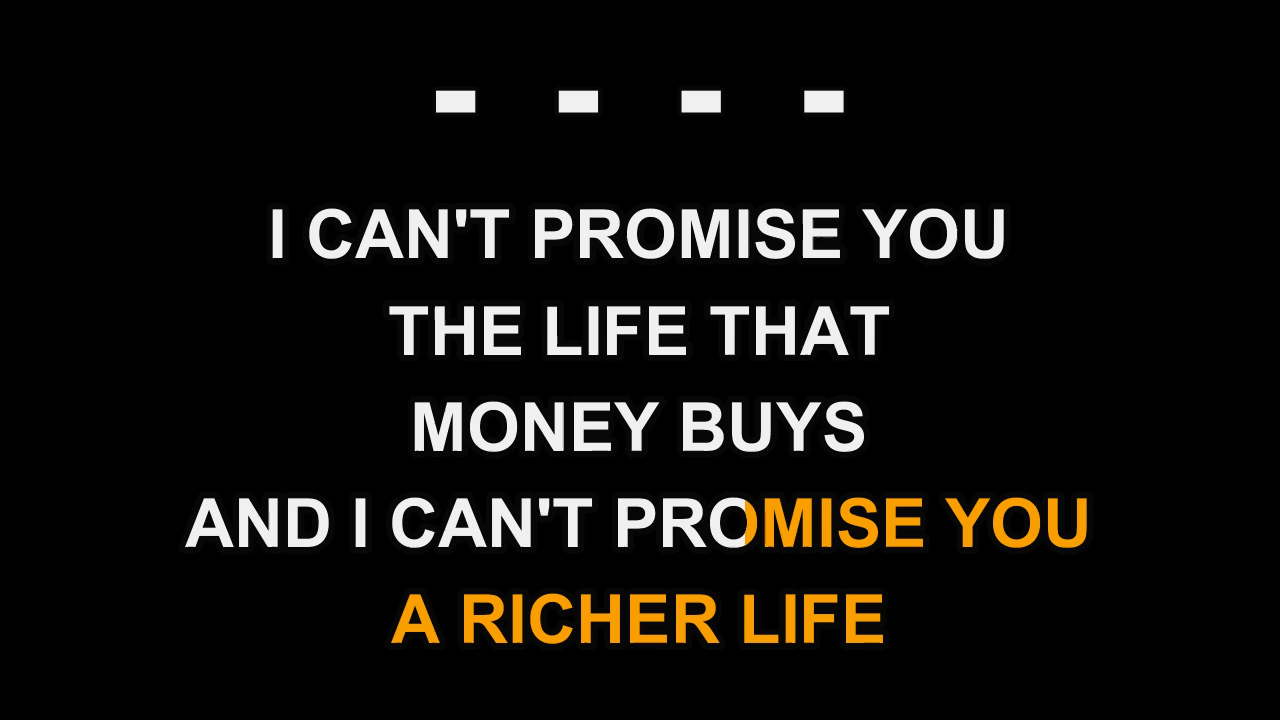 - - - -
I CAN'T PROMISE YOU
THE LIFE THAT
MONEY BUYS
AND I CAN'T PROMISE YOU
A RICHER LIFE